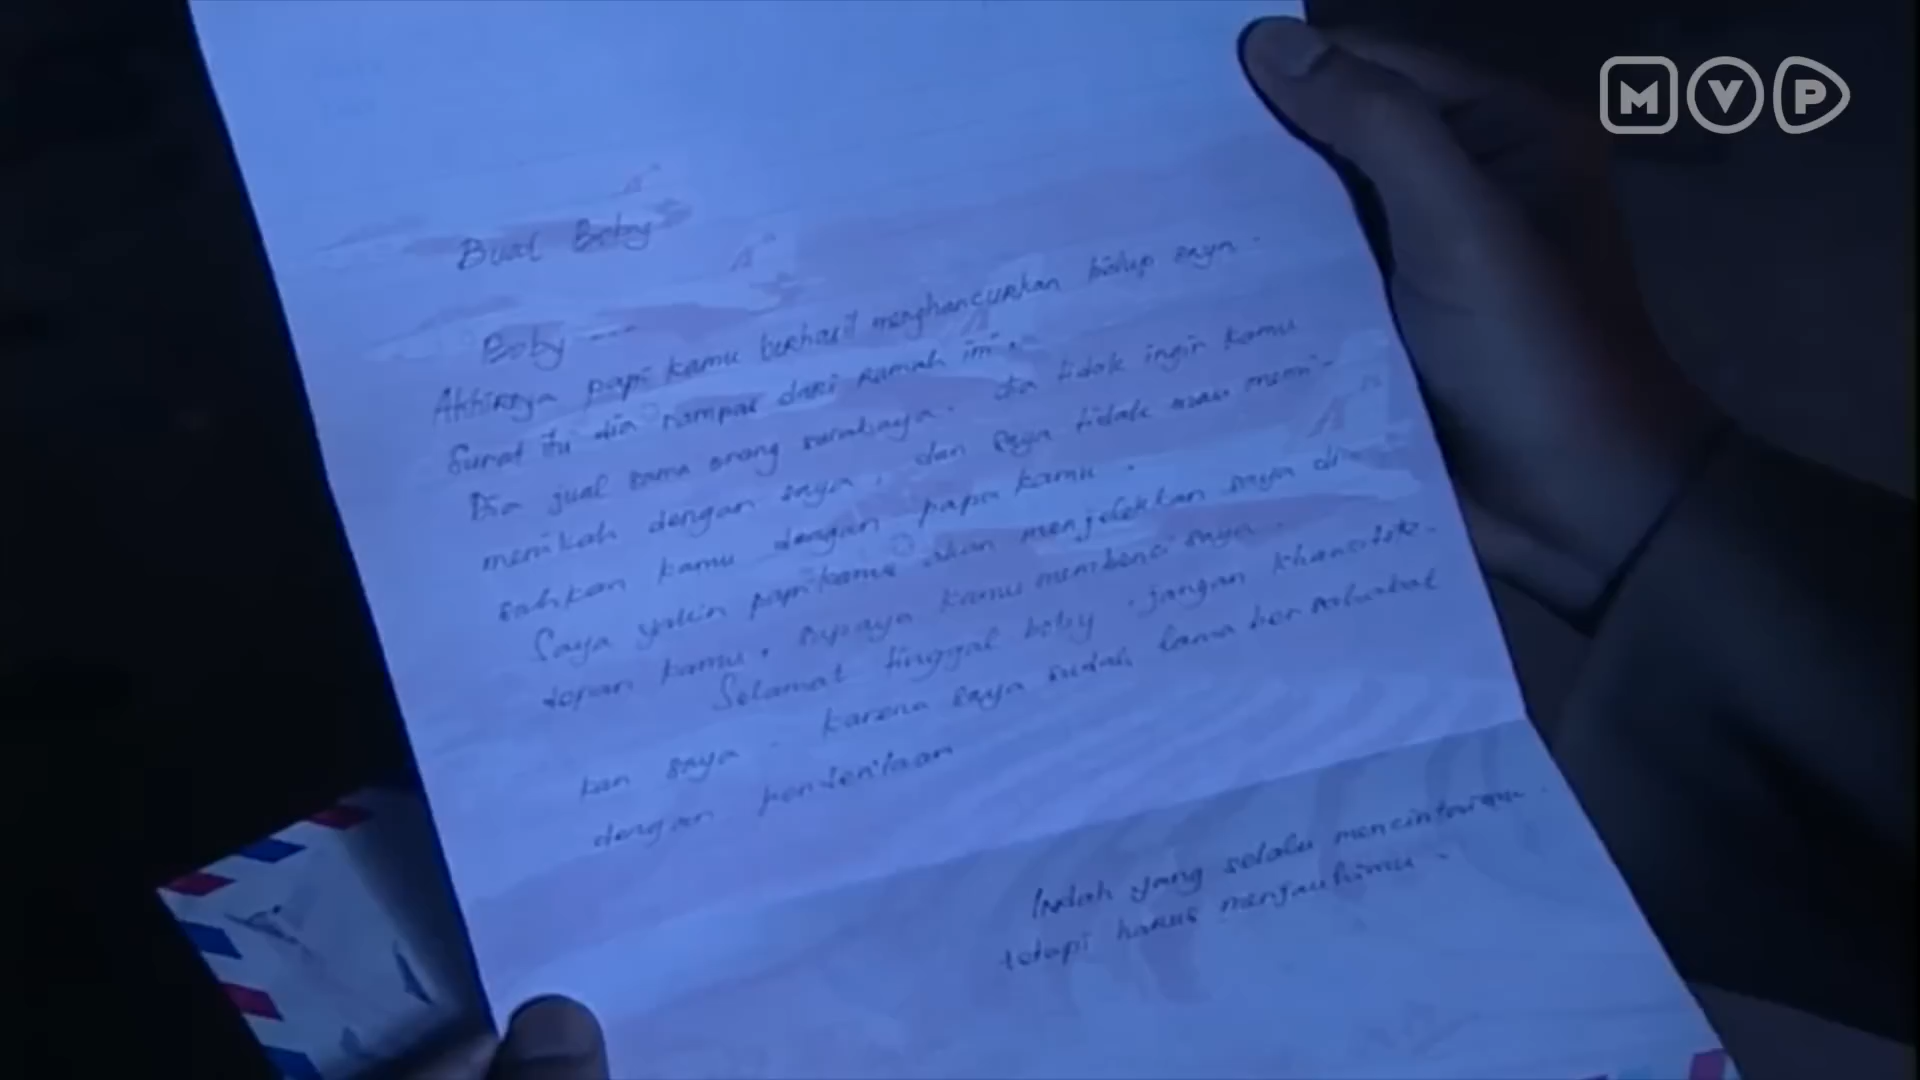 MVP
Buat Boby
Boby ---
Akhirnya papi kamu berhasil menghancurkan hidup saya.
Surat itu dia rampas dari rumah ini.
Dia jual sama orang surabaya. dia tidak ingin kamu
menikah dengan saya, dan saya tidak mau memi-
sahkan kamu dengan papa kamu.
Saya yakin papi kamu akan menjelekkan saya di-
depan kamu, supaya kamu membenci saya.
Selamat tinggal boby. jangan khawatir-
kan saya. karena saya sudah lama bersahabat
dengan penderitaan
Indah yang selalu mencintaimu.
tetapi harus menjauhimu -